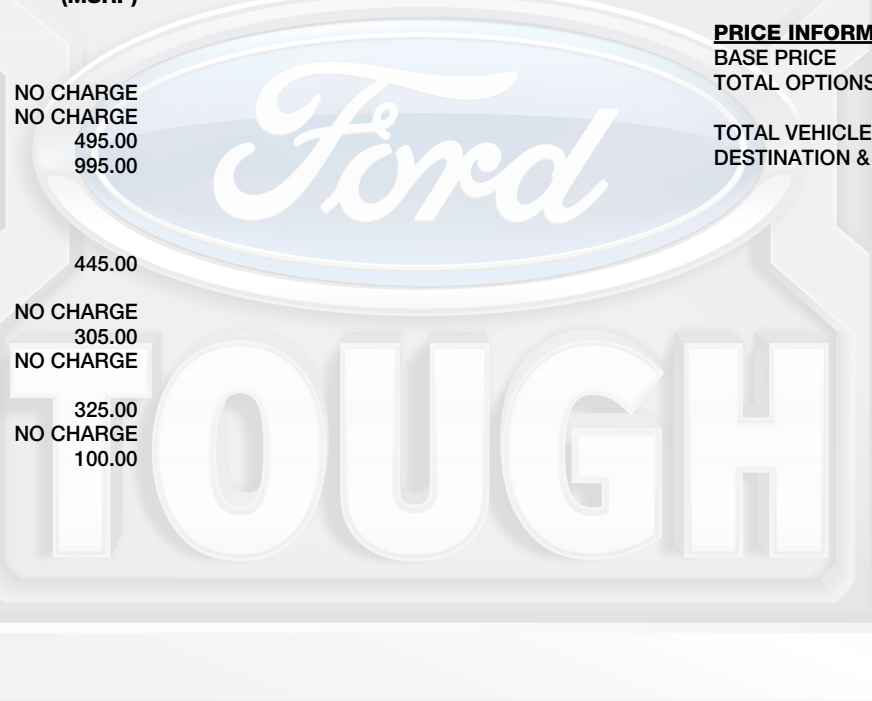 (MSRP)
NO CHARGE
NO CHARGE
495.00
995.00
445.00
NO CHARGE
305.00
NO CHARGE
325.00
NO CHARGE
100.00
PRICE INFORM
BASE PRICE
TOTAL OPTIONS
TOTAL VEHICLE
DESTINATION &
Ford
TOUGH